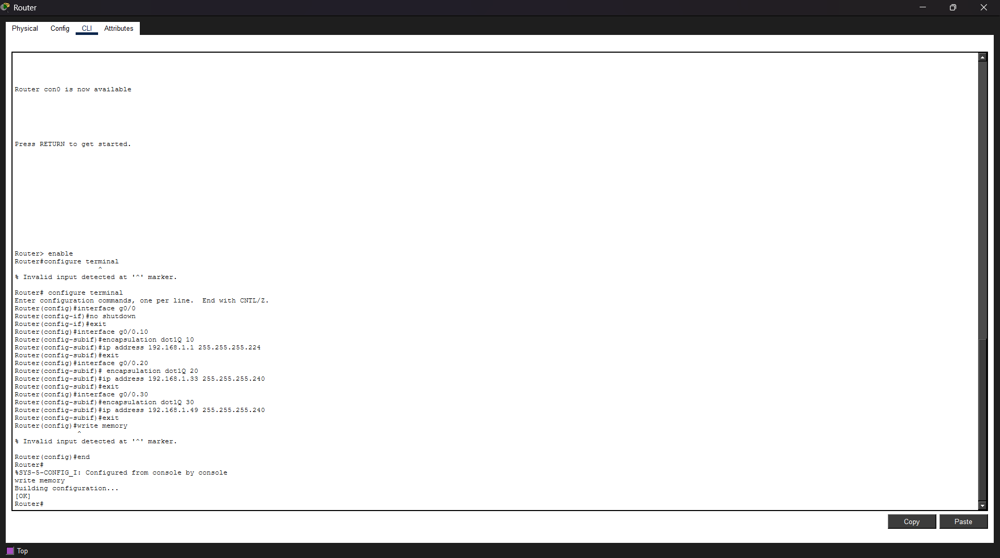 Router
Physical Config CLI Attributes
Router con0 is now available
Press RETURN to get started.
Router> enable
Router#configure terminal
^
% Invalid input detected at '^' marker.
Router# configure terminal
Enter configuration commands, one per line.  End with CNTL/Z.
Router(config)#interface g0/0
Router(config-if)#no shutdown
Router(config-if)#exit
Router(config)#interface g0/0.10
Router(config-subif)#encapsulation dot1Q 10
Router(config-subif)#ip address 192.168.1.1 255.255.255.224
Router(config-subif)#exit
Router(config)#interface g0/0.20
Router(config-subif)# encapsulation dot1Q 20
Router(config-subif)#ip address 192.168.1.33 255.255.255.240
Router(config-subif)#exit
Router(config)#interface g0/0.30
Router(config-subif)#encapsulation dot1Q 30
Router(config-subif)#ip address 192.168.1.49 255.255.255.240
Router(config-subif)#exit
Router(config)#write memory
^
% Invalid input detected at '^' marker.
Router(config)#end
Router#
%SYS-5-CONFIG_I: Configured from console by console
write memory
Building configuration...
[OK]
Router#
Copy Paste
Top